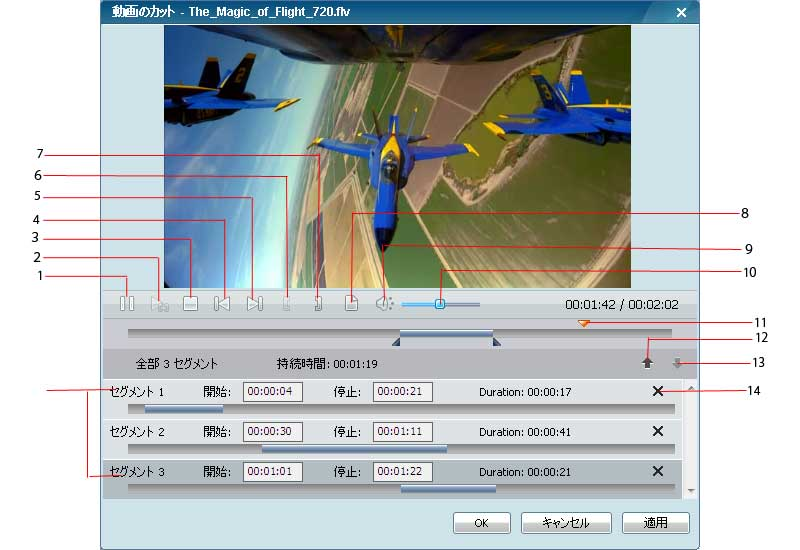 動画のカット - The_Magic_of_Flight_720.flv
7
6
5
4
3
2
1
8
9
10
00:01:42 / 00:02:02
11
12
全部 3 セグメント 持続時間: 00:01:19
13
セグメント 1 開始: 00:00:04 停止: 00:00:21 Duration: 00:00:17
14
セグメント 2 開始: 00:00:30 停止: 00:01:11 Duration: 00:00:41
セグメント 3 開始: 00:01:01 停止: 00:01:22 Duration: 00:00:21
OK キャンセル 適用